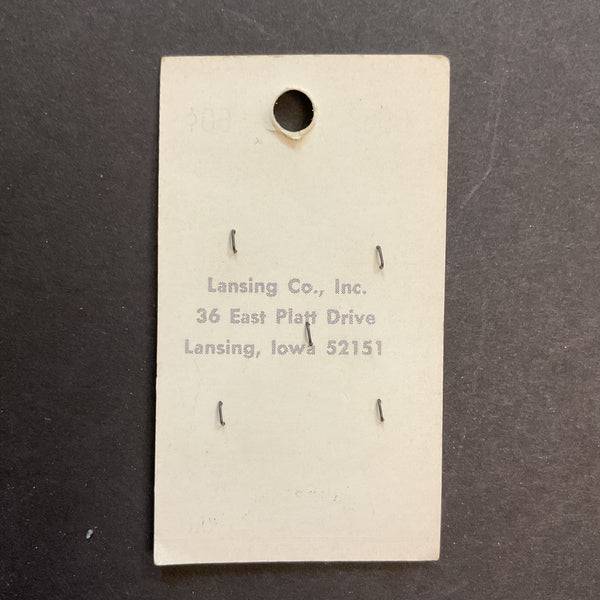 Lansing Co., Inc.
36 East Platt Drive
Lansing, Iowa 52151